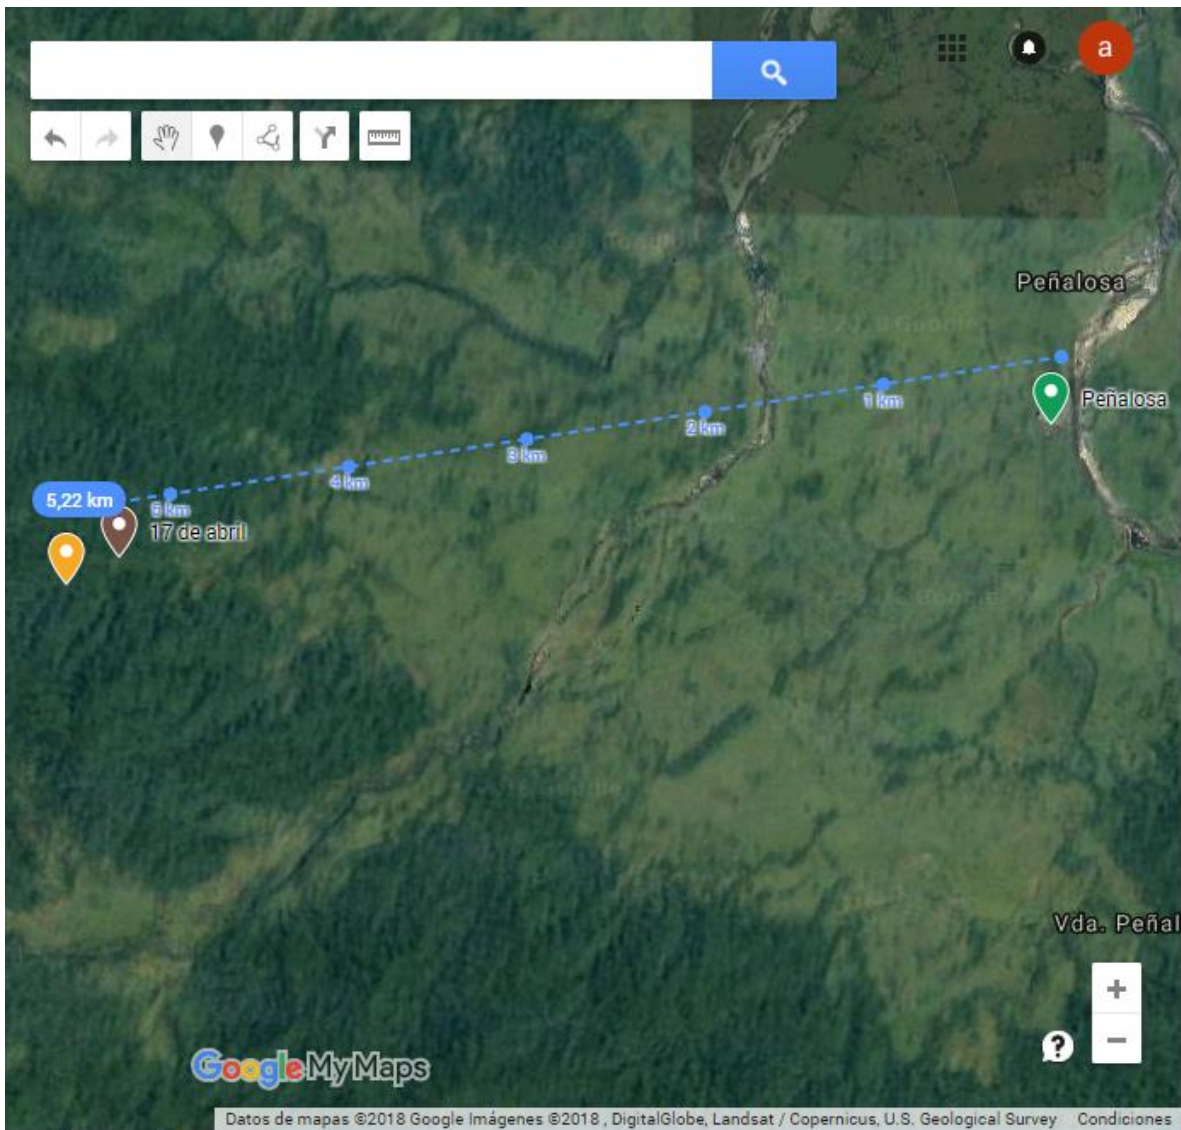 a
Peñalosa
1 km
Peñalosa
2 km
3 km
4 km
5,22 km
5 km
17 de abril
Vda. Peñal
+
?
−
Google My Maps
Datos de mapas ©2018 Google Imágenes ©2018 , DigitalGlobe, Landsat / Copernicus, U.S. Geological Survey Condiciones